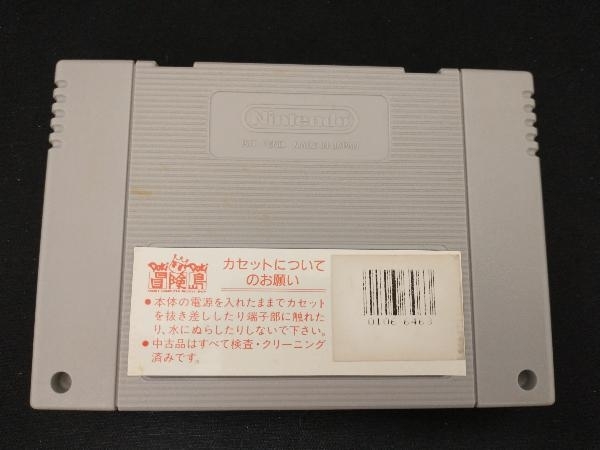 Nintendo
MADE IN JAPAN
冒険島
カセットについて
のお願い
●本体の電源を入れたままでカセット
を抜き差ししたり端子部に触れた
り、水にぬらしたりしないで下さい。
●中古品はすべて検査・クリーニング
済みです。
0106 6463